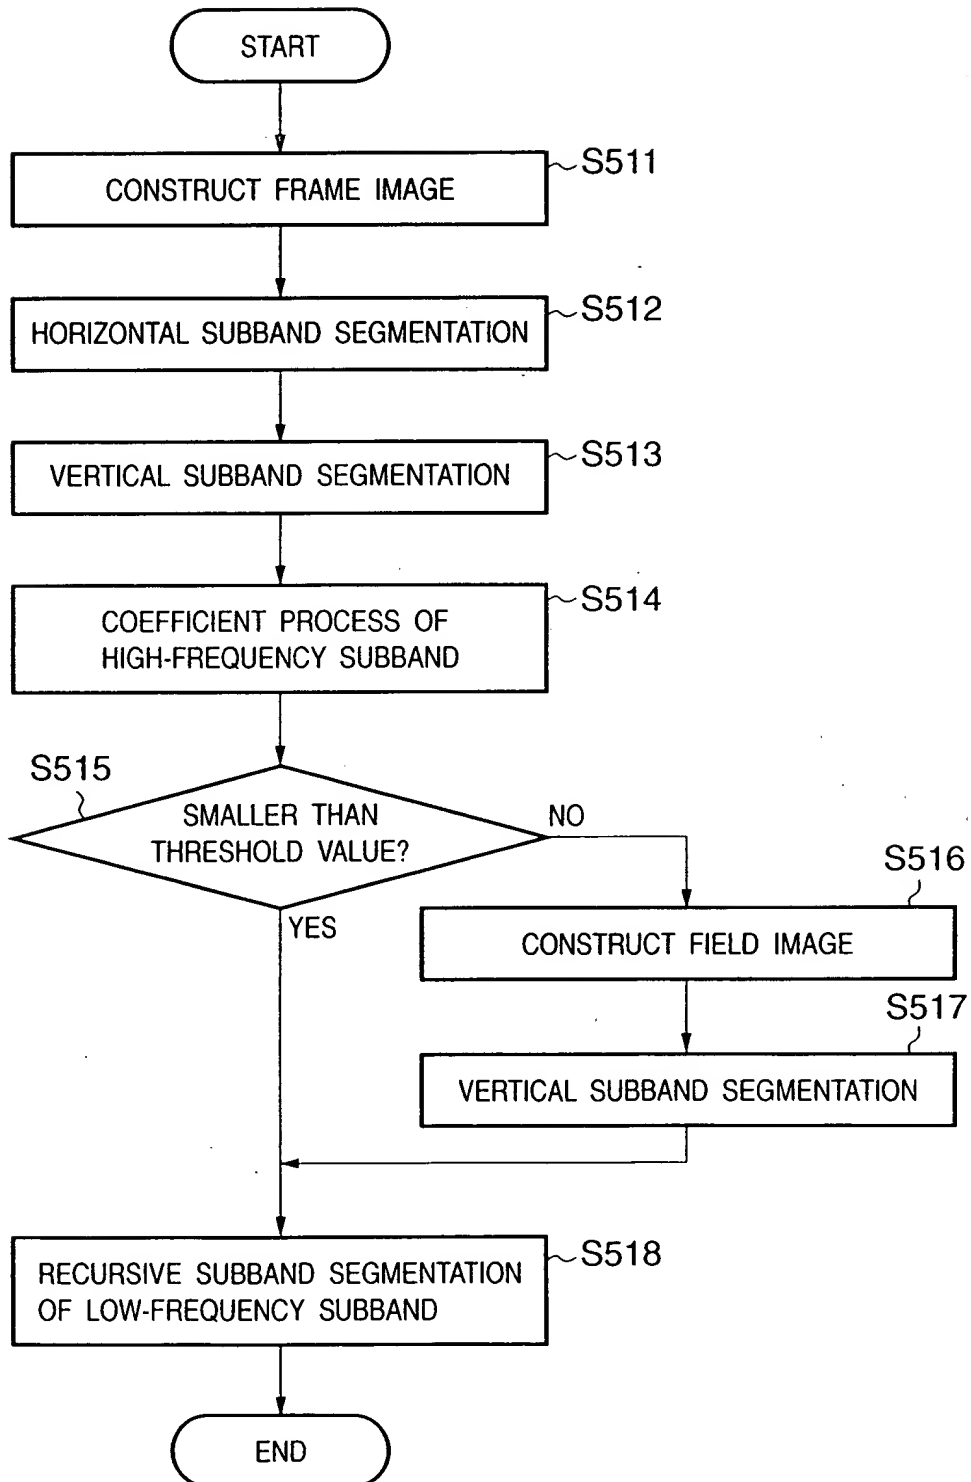 START
S511
CONSTRUCT FRAME IMAGE
S512
HORIZONTAL SUBBAND SEGMENTATION
S513
VERTICAL SUBBAND SEGMENTATION
S514
COEFFICIENT PROCESS OF
HIGH-FREQUENCY SUBBAND
S515
SMALLER THAN
THRESHOLD VALUE?
NO
YES
S516
CONSTRUCT FIELD IMAGE
S517
VERTICAL SUBBAND SEGMENTATION
S518
RECURSIVE SUBBAND SEGMENTATION
OF LOW-FREQUENCY SUBBAND
END